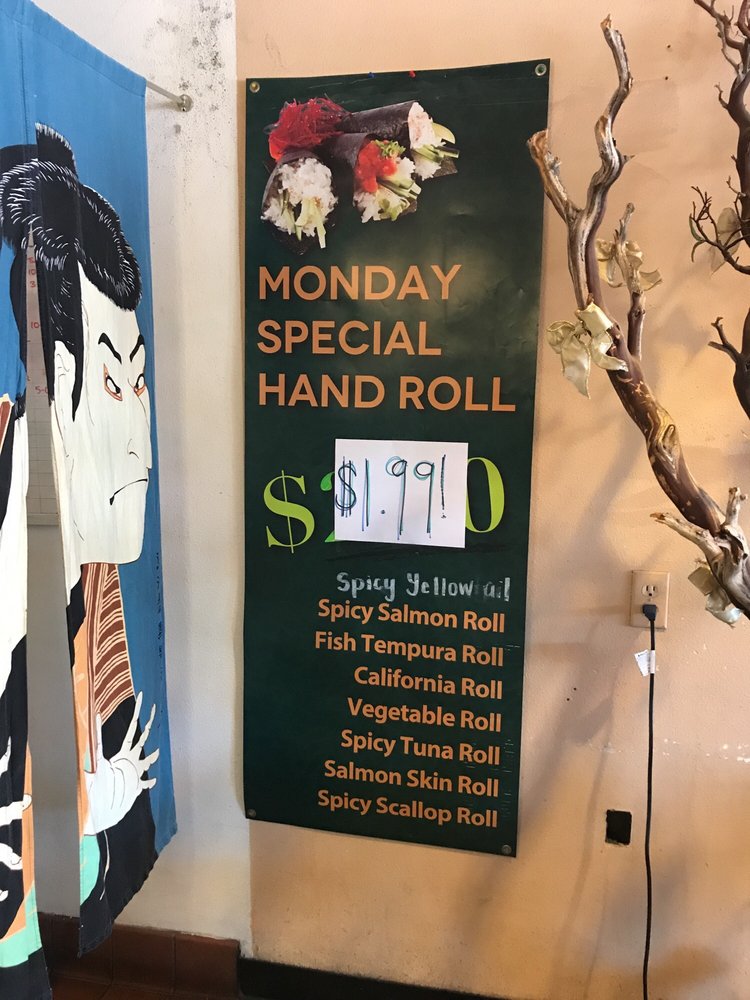 MONDAY
SPECIAL
HAND ROLL
$1.99!
Spicy Yellowtail
Spicy Salmon Roll
Fish Tempura Roll
California Roll
Vegetable Roll
Spicy Tuna Roll
Salmon Skin Roll
Spicy Scallop Roll